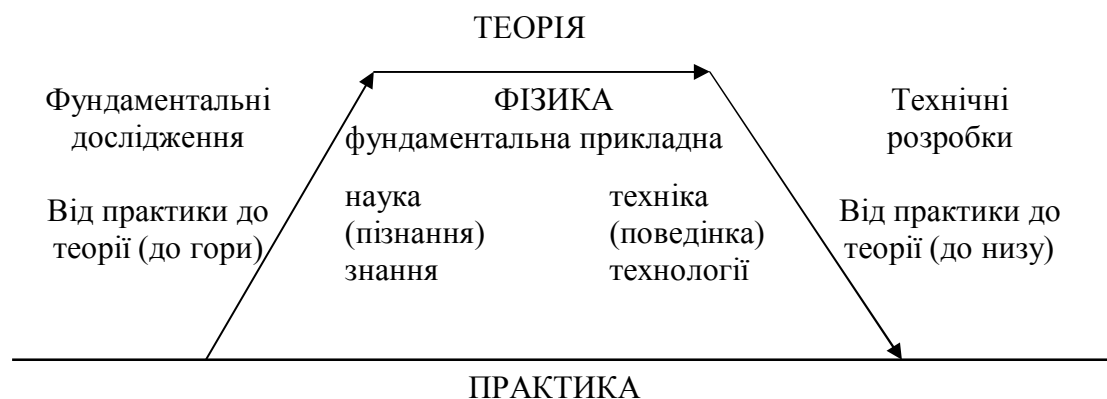 ТЕОРІЯ
Фундаментальні
дослідження
ФІЗИКА
фундаментальна прикладна
Технічні
розробки
Від практики до
теорії (до гори)
наука
(пізнання)
знання
техніка
(поведінка)
технології
Від практики до
теорії (до низу)
ПРАКТИКА